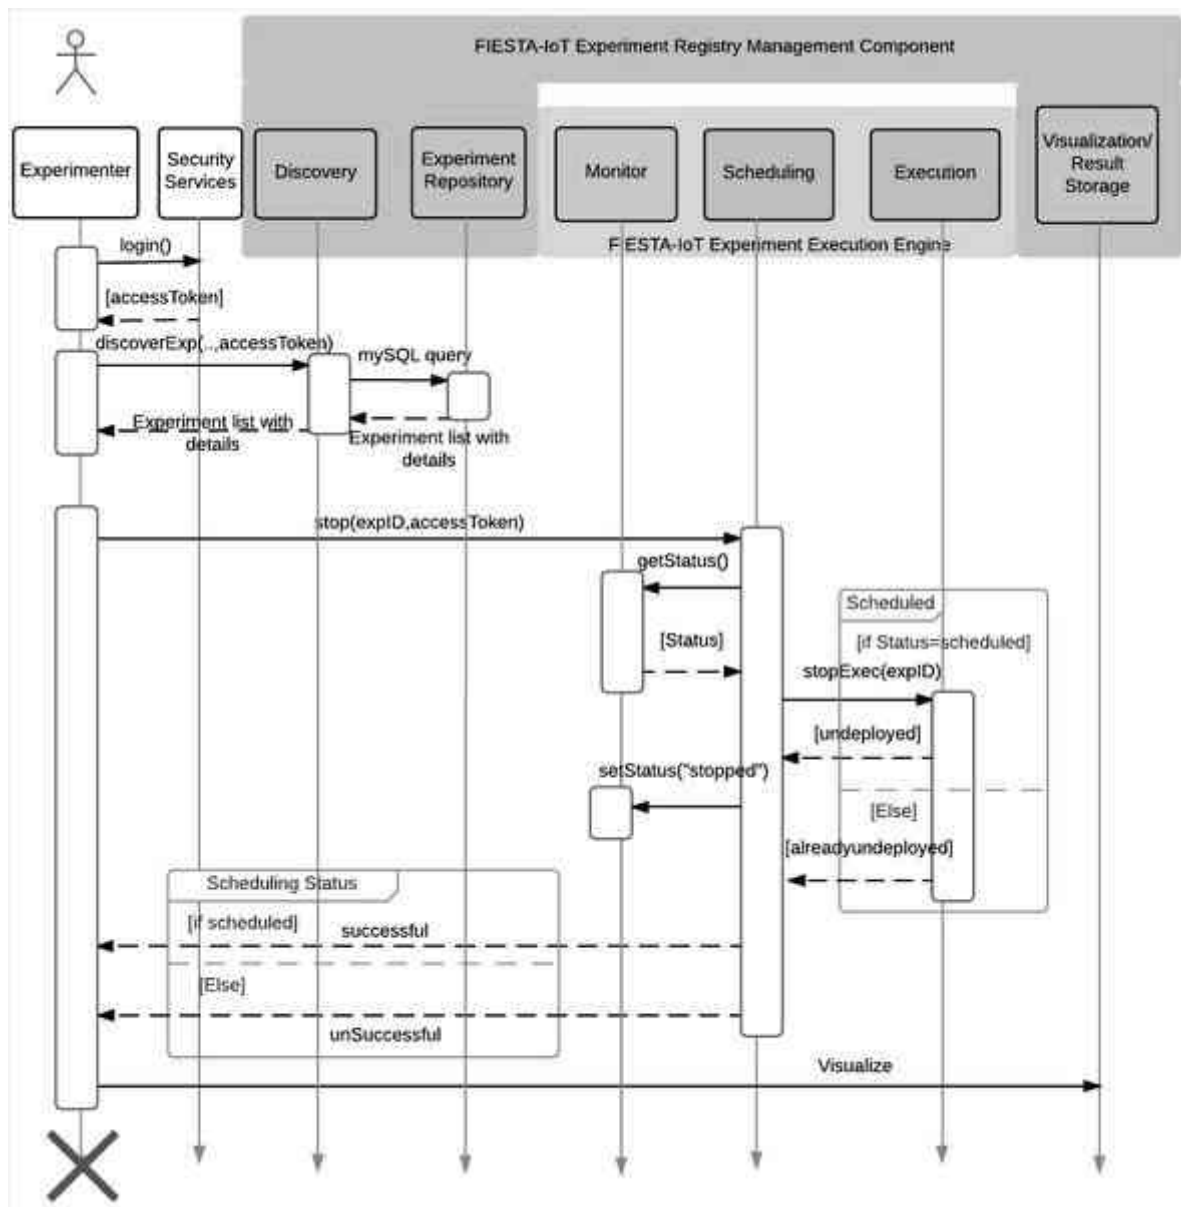 FIESTA-IoT Experiment Registry Management Component
Experimenter
Security
Services
Discovery
Experiment
Repository
Monitor
Scheduling
Execution
Visualization/
Result
Storage
FIESTA-IoT Experiment Execution Engine
login()
[accessToken]
discoverExp(..,accessToken)
mySQL query
Experiment list with
details
Experiment list with
details
stop(expID,accessToken)
getStatus()
Scheduled
[Status]
[if Status=scheduled]
stopExec(expID)
[undeployed]
setStatus("stopped")
[Else]
[alreadyundeployed]
Scheduling Status
[if scheduled]
successful
[Else]
unSuccessful
Visualize